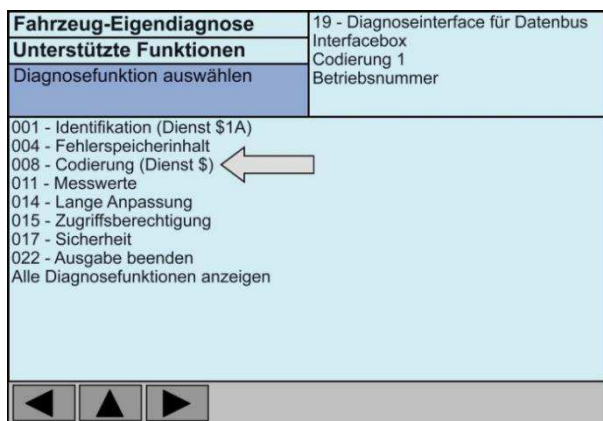 Fahrzeug-Eigendiagnose
Unterstützte Funktionen
Diagnosefunktion auswählen
19 - Diagnoseinterface für Datenbus
Interfacebox
Codierung 1
Betriebsnummer
001 - Identifikation (Dienst $1A)
004 - Fehlerspeicherinhalt
008 - Codierung (Dienst $)
011 - Messwerte
014 - Lange Anpassung
015 - Zugriffsberechtigung
017 - Sicherheit
022 - Ausgabe beenden
Alle Diagnosefunktionen anzeigen